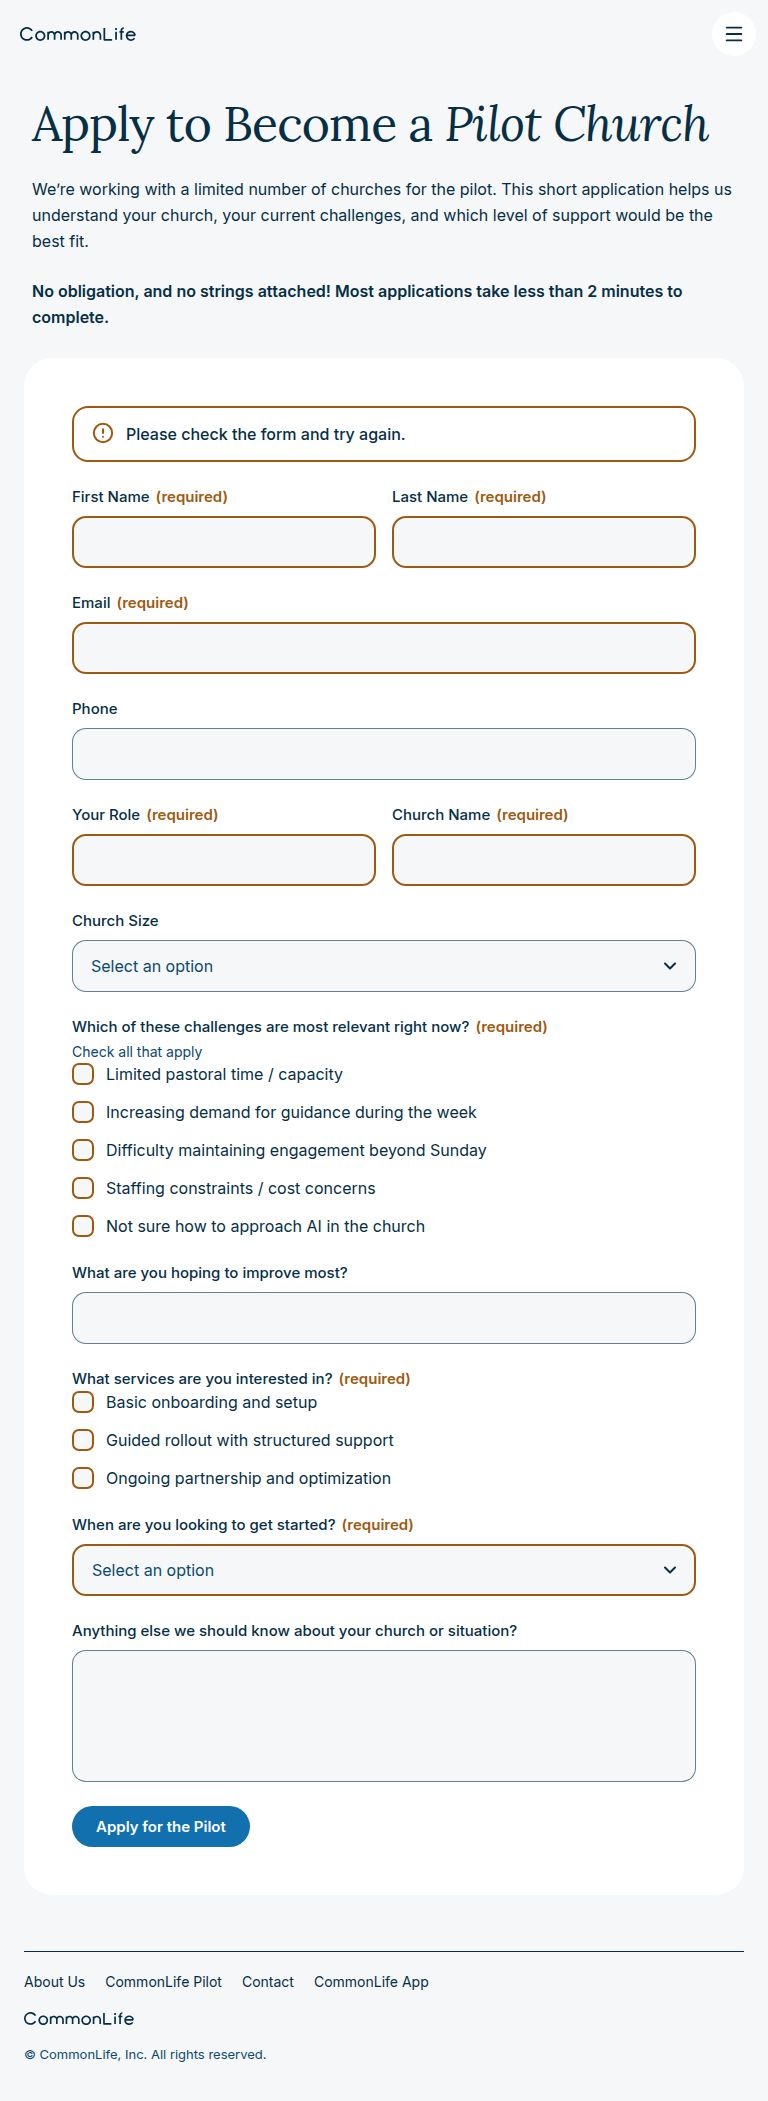 CommonLife
Apply to Become a Pilot Church
We’re working with a limited number of churches for the pilot. This short application helps us
understand your church, your current challenges, and which level of support would be the
best fit.
No obligation, and no strings attached! Most applications take less than 2 minutes to
complete.
Please check the form and try again.
First Name (required) Last Name (required)
Email (required)
Phone
Your Role (required) Church Name (required)
Church Size
Select an option
Which of these challenges are most relevant right now? (required)
Check all that apply
Limited pastoral time / capacity
Increasing demand for guidance during the week
Difficulty maintaining engagement beyond Sunday
Staffing constraints / cost concerns
Not sure how to approach AI in the church
What are you hoping to improve most?
What services are you interested in? (required)
Basic onboarding and setup
Guided rollout with structured support
Ongoing partnership and optimization
When are you looking to get started? (required)
Select an option
Anything else we should know about your church or situation?
Apply for the Pilot
About Us CommonLife Pilot Contact CommonLife App
CommonLife
© CommonLife, Inc. All rights reserved.